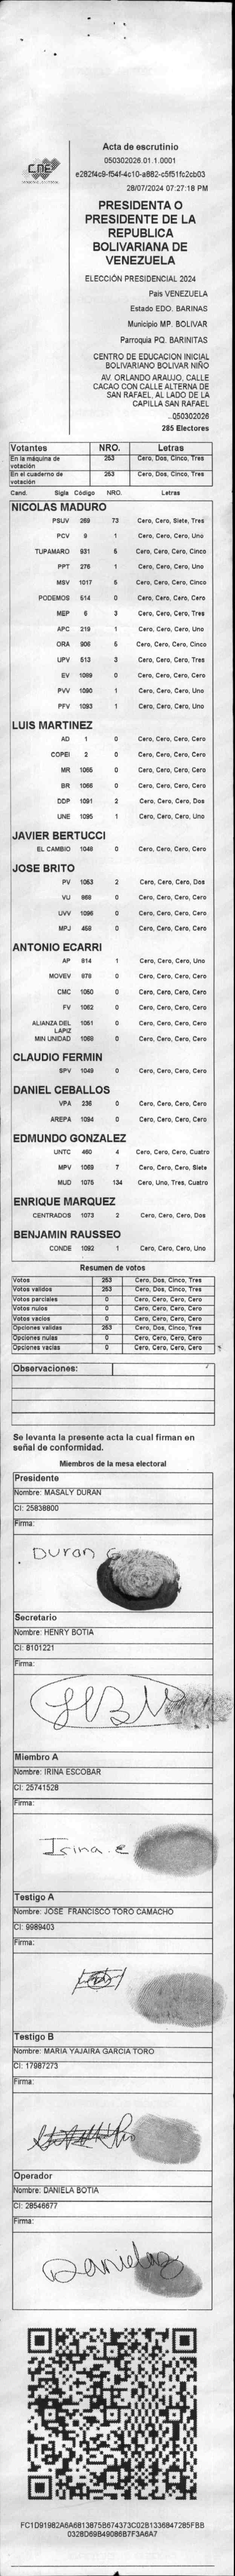 CNE
Acta de escrutinio
050302026.01.1.0001
e282f4c9-f54f-4c10-a882-c5f51fc2cb03
28/07/2024 07:27:18 PM
PRESIDENTA O
PRESIDENTE DE LA
REPUBLICA
BOLIVARIANA DE
VENEZUELA
ELECCIÓN PRESIDENCIAL 2024
Pais VENEZUELA
Estado EDO. BARINAS
Municipio MP. BOLIVAR
Parroquia PQ. BARINITAS
CENTRO DE EDUCACION INICIAL
BOLIVARIANO BOLIVAR NIÑO
AV. ORLANDO ARAUJO, CALLE
CACAO CON CALLE ALTERNA DE
SAN RAFAEL, AL LADO DE LA
CAPILLA SAN RAFAEL
050302026
285 Electores
Votantes NRO. Letras
En la máquina de votación 263 Cero, Dos, Cinco, Tres
En el cuaderno de votación 253 Cero, Dos, Cinco, Tres
Cand. Sigla Código NRO. Letras
NICOLAS MADURO
PSUV 269 73 Cero, Cero, Siete, Tres
PCV 9 1 Cero, Cero, Cero, Uno
TUPAMARO 931 5 Cero, Cero, Cero, Cinco
PPT 276 1 Cero, Cero, Cero, Uno
MSV 1017 5 Cero, Cero, Cero, Cinco
PODEMOS 514 0 Cero, Cero, Cero, Cero
MEP 6 3 Cero, Cero, Cero, Tres
APC 219 1 Cero, Cero, Cero, Uno
ORA 906 5 Cero, Cero, Cero, Cinco
UPV 513 3 Cero, Cero, Cero, Tres
EV 1089 0 Cero, Cero, Cero, Cero
PVV 1090 1 Cero, Cero, Cero, Uno
PFV 1093 1 Cero, Cero, Cero, Uno
LUIS MARTINEZ
AD 1 0 Cero, Cero, Cero, Cero
COPEI 2 0 Cero, Cero, Cero, Cero
MR 1065 0 Cero, Cero, Cero, Cero
BR 1066 0 Cero, Cero, Cero, Cero
DDP 1091 2 Cero, Cero, Cero, Dos
UNE 1095 1 Cero, Cero, Cero, Uno
JAVIER BERTUCCI
EL CAMBIO 1048 0 Cero, Cero, Cero, Cero
JOSE BRITO
PV 1053 2 Cero, Cero, Cero, Dos
VU 868 0 Cero, Cero, Cero, Cero
UVV 1096 0 Cero, Cero, Cero, Cero
MPJ 458 0 Cero, Cero, Cero, Cero
ANTONIO ECARRI
AP 814 1 Cero, Cero, Cero, Uno
MOVEV 878 0 Cero, Cero, Cero, Cero
CMC 1050 0 Cero, Cero, Cero, Cero
FV 1062 0 Cero, Cero, Cero, Cero
ALIANZA DEL LAPIZ 1051 0 Cero, Cero, Cero, Cero
MIN UNIDAD 1068 0 Cero, Cero, Cero, Cero
CLAUDIO FERMIN
SPV 1049 0 Cero, Cero, Cero, Cero
DANIEL CEBALLOS
VPA 236 0 Cero, Cero, Cero, Cero
AREPA 1094 0 Cero, Cero, Cero, Cero
EDMUNDO GONZALEZ
UNTC 460 4 Cero, Cero, Cero, Cuatro
MPV 1069 7 Cero, Cero, Cero, Siete
MUD 1075 134 Cero, Uno, Tres, Cuatro
ENRIQUE MARQUEZ
CENTRADOS 1073 2 Cero, Cero, Cero, Dos
BENJAMIN RAUSSEO
CONDE 1092 1 Cero, Cero, Cero, Uno
Resumen de votos
Votos 253 Cero, Dos, Cinco, Tres
Votos validos 253 Cero, Dos, Cinco, Tres
Votos parciales 0 Cero, Cero, Cero, Cero
Votos nulos 0 Cero, Cero, Cero, Cero
Votos vacios 0 Cero, Cero, Cero, Cero
Opciones validas 253 Cero, Dos, Cinco, Tres
Opciones nulas 0 Cero, Cero, Cero, Cero
Opciones vacias 0 Cero, Cero, Cero, Cero
Observaciones:
Se levanta la presente acta la cual firman en
señal de conformidad.
Miembros de la mesa electoral
Presidente
Nombre: MASALY DURAN
CI: 25838800
Firma:
Duran G
Secretario
Nombre: HENRY BOTIA
CI: 8101221
Firma:
Miembro A
Nombre: IRINA ESCOBAR
CI: 25741528
Firma:
Irina. E
Testigo A
Nombre: JOSE FRANCISCO TORO CAMACHO
CI: 9989403
Firma:
Testigo B
Nombre: MARIA YAJAIRA GARCIA TORO
CI: 17987273
Firma:
Operador
Nombre: DANIELA BOTIA
CI: 28546677
Firma:
FC1D91982A6A6813875B674373C02B1336847285FBB
0328D69B49086B7F3A6A7